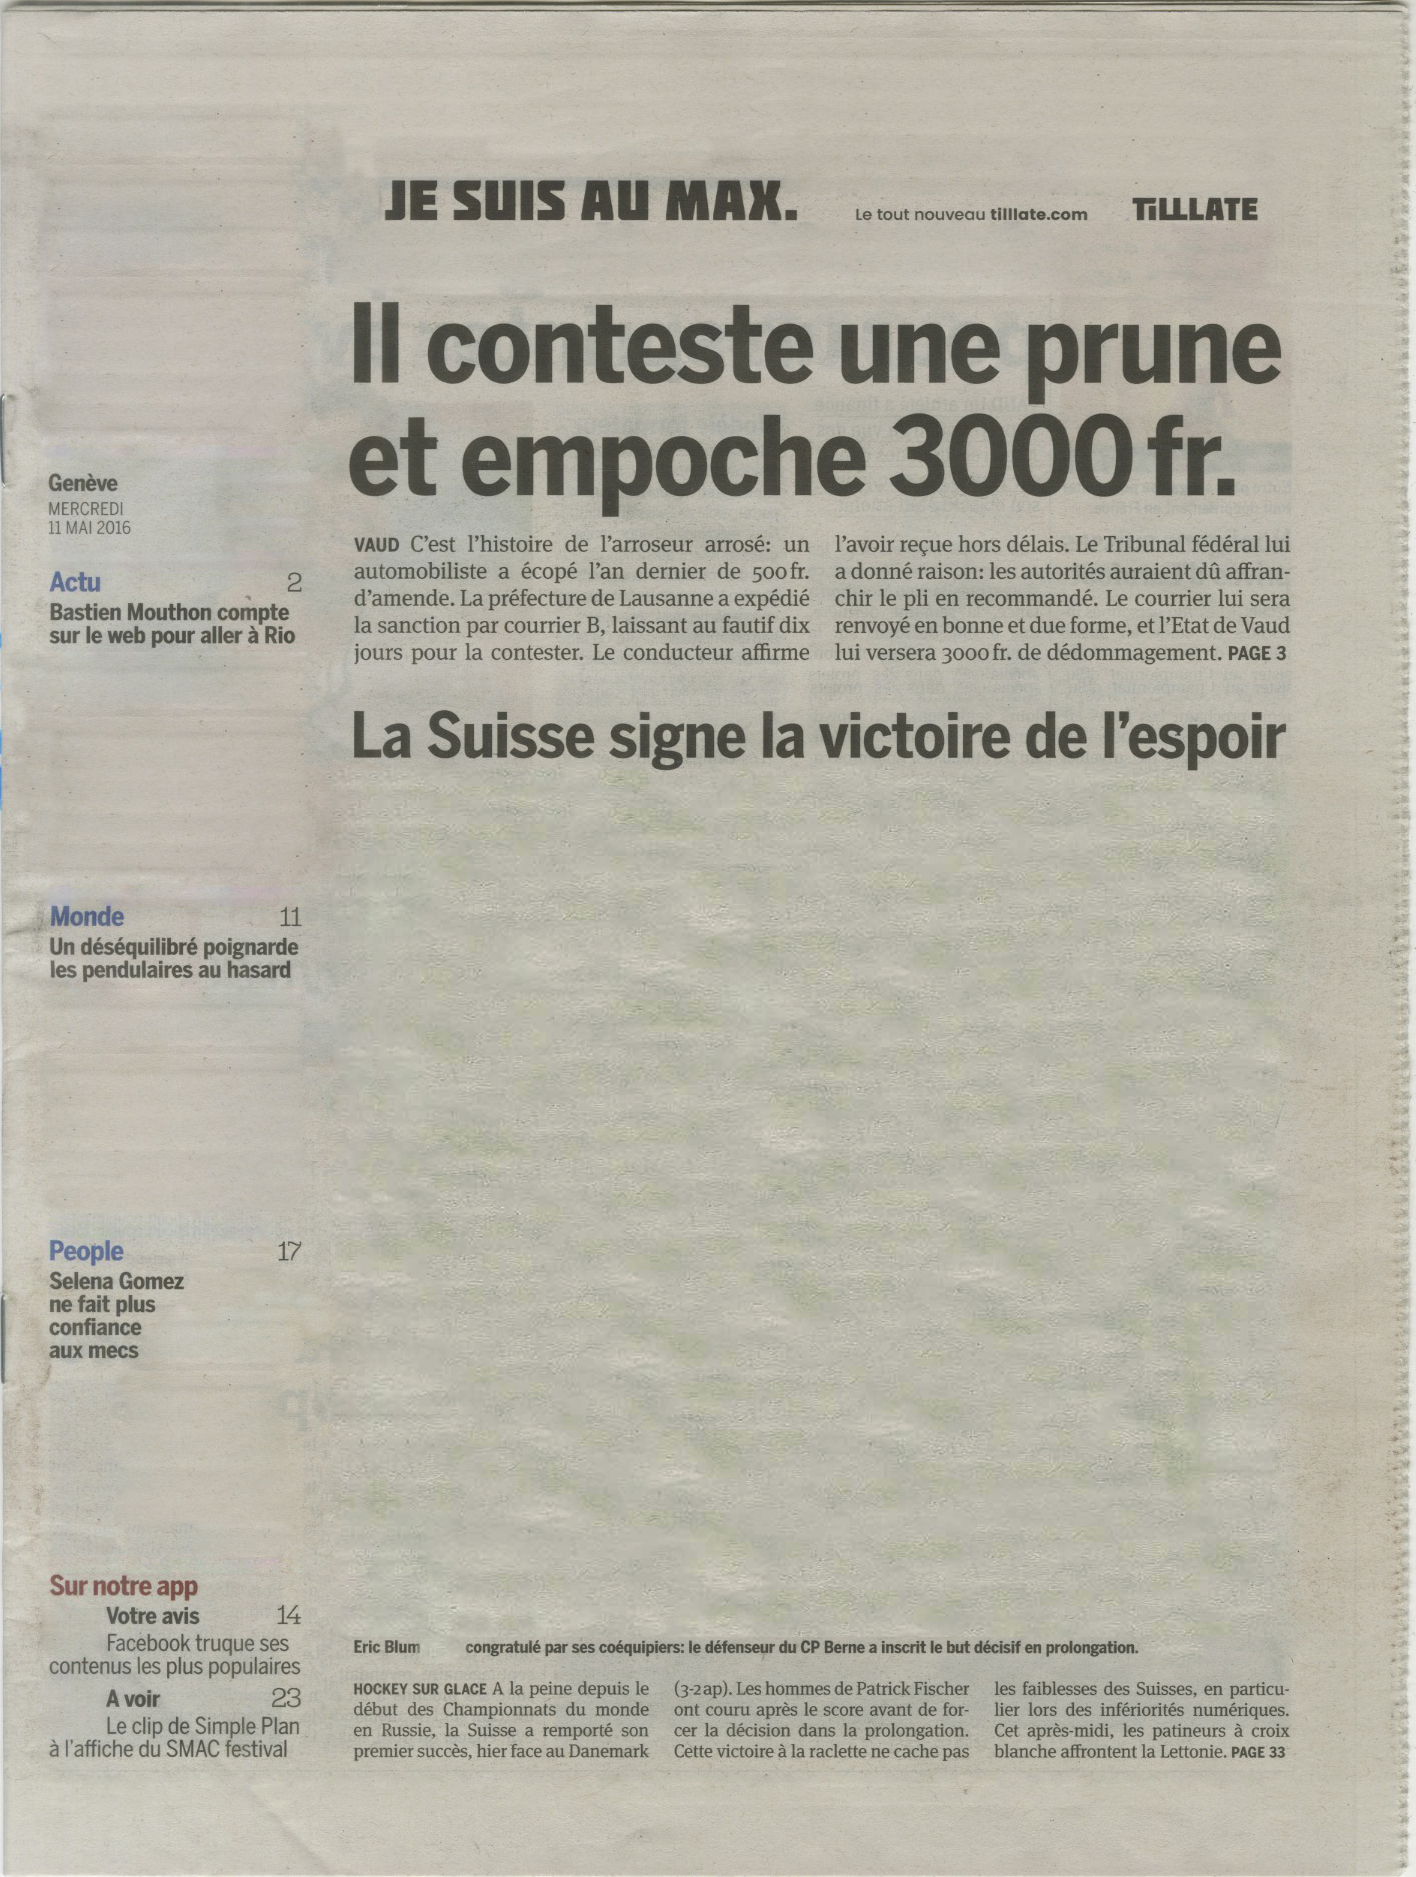 JE SUIS AU MAX.
Le tout nouveau tilllate.com
TiLLLATE
Il conteste une prune
et empoche 3000 fr.
Genève
MERCREDI
11 MAI 2016
Actu 2
Bastien Mouthon compte
sur le web pour aller à Rio
VAUD C'est l'histoire de l'arroseur arrosé: un
automobiliste a écopé l'an dernier de 500 fr.
d'amende. La préfecture de Lausanne a expédié
la sanction par courrier B, laissant au fautif dix
jours pour la contester. Le conducteur affirme
l'avoir reçue hors délais. Le Tribunal fédéral lui
a donné raison: les autorités auraient dû affran-
chir le pli en recommandé. Le courrier lui sera
renvoyé en bonne et due forme, et l'Etat de Vaud
lui versera 3000 fr. de dédommagement. PAGE 3
La Suisse signe la victoire de l'espoir
Monde 11
Un déséquilibré poignarde
les pendulaires au hasard
People 17
Selena Gomez
ne fait plus
confiance
aux mecs
Sur notre app
Votre avis 14
Facebook truque ses
contenus les plus populaires
A voir 23
Le clip de Simple Plan
à l'affiche du SMAC festival
Eric Blum congratulé par ses coéquipiers: le défenseur du CP Berne a inscrit le but décisif en prolongation.
HOCKEY SUR GLACE A la peine depuis le
début des Championnats du monde
en Russie, la Suisse a remporté son
premier succès, hier face au Danemark
(3-2 ap). Les hommes de Patrick Fischer
ont couru après le score avant de for-
cer la décision dans la prolongation.
Cette victoire à la raclette ne cache pas
les faiblesses des Suisses, en particu-
lier lors des infériorités numériques.
Cet après-midi, les patineurs à croix
blanche affrontent la Lettonie. PAGE 33